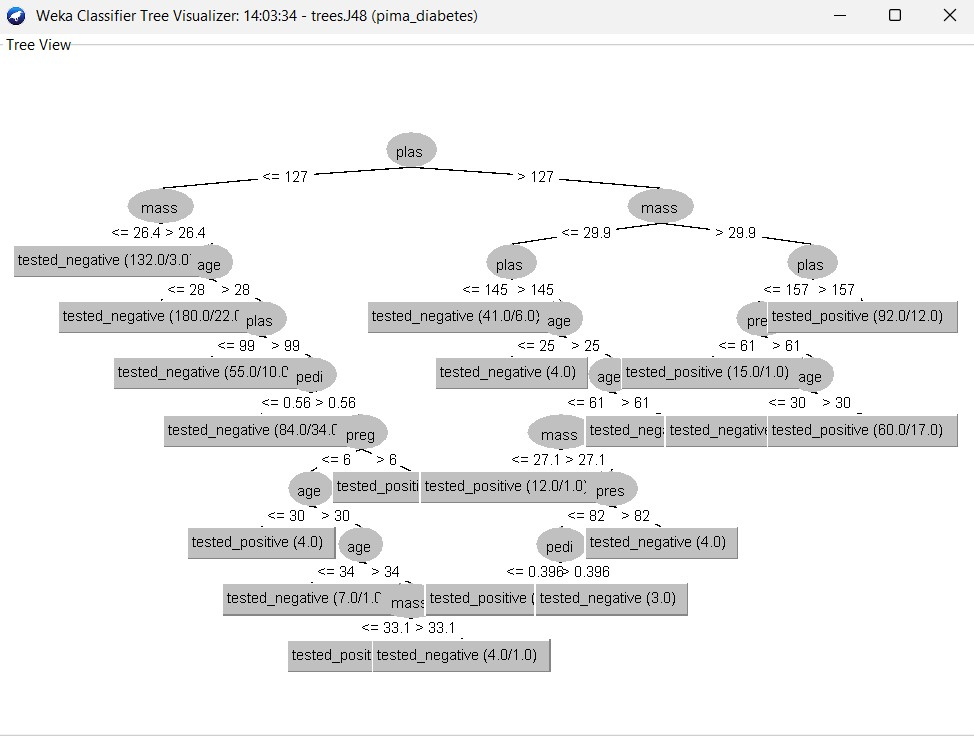 Weka Classifier Tree Visualizer: 14:03:34 - trees.J48 (pima_diabetes)
Tree View
plas
<= 127 > 127
mass mass
<= 26.4 > 26.4 <= 29.9 > 29.9
tested_negative (132.0/3.0 age plas plas
<= 28 > 28 <= 145 > 145 <= 157 > 157
tested_negative (180.0/22.0 plas tested_negative (41.0/6.0) age pre tested_positive (92.0/12.0)
<= 99 > 99 <= 25 > 25 <= 61 > 61
tested_negative (55.0/10.0 pedi tested_negative (4.0) age tested_positive (15.0/1.0) age
<= 0.56 > 0.56 <= 61 > 61 <= 30 > 30
tested_negative (84.0/34.0 preg mass tested_neg tested_negative tested_positive (60.0/17.0)
<= 6 > 6 <= 27.1 > 27.1
age tested_positi tested_positive (12.0/1.0) pres
<= 30 > 30 <= 82 > 82
tested_positive (4.0) age pedi tested_negative (4.0)
<= 34 > 34 <= 0.396 > 0.396
tested_negative (7.0/1.0 mass tested_positive ( tested_negative (3.0)
<= 33.1 > 33.1
tested_posit tested_negative (4.0/1.0)